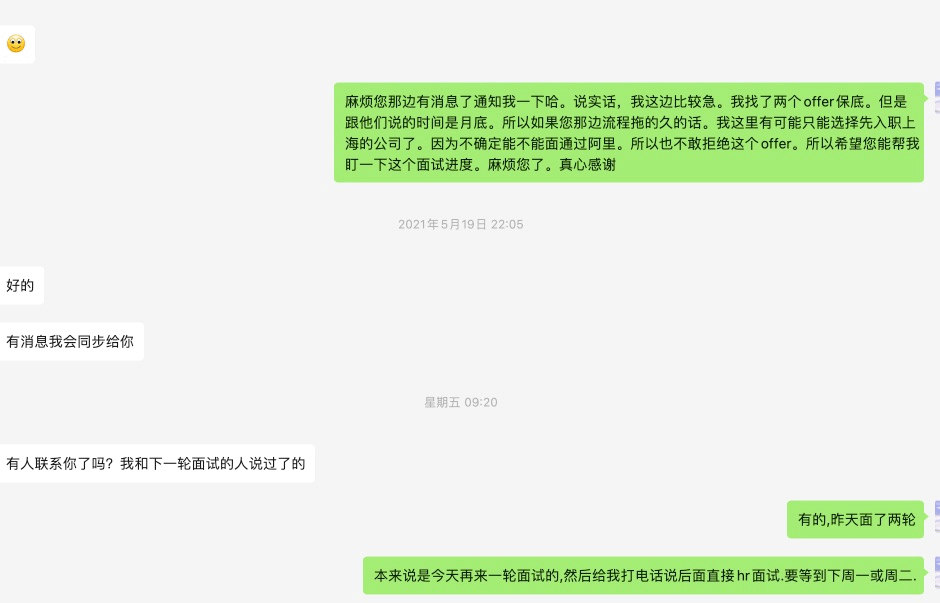 麻烦您那边有消息了通知我一下哈。说实话，我这边比较急。我找了两个offer保底。但是
跟他们说的时间是月底。所以如果您那边流程拖的久的话。我这里有可能只能选择先入职上
海的公司了。因为不确定能不能面通过阿里。所以也不敢拒绝这个offer。所以希望您能帮我
盯一下这个面试进度。麻烦您了。真心感谢
2021年5月19日 22:05
好的
有消息我会同步给你
星期五 09:20
有人联系你了吗？我和下一轮面试的人说过了的
有的,昨天面了两轮
本来说是今天再来一轮面试的,然后给我打电话说后面直接hr面试.要等到下周一或周二.